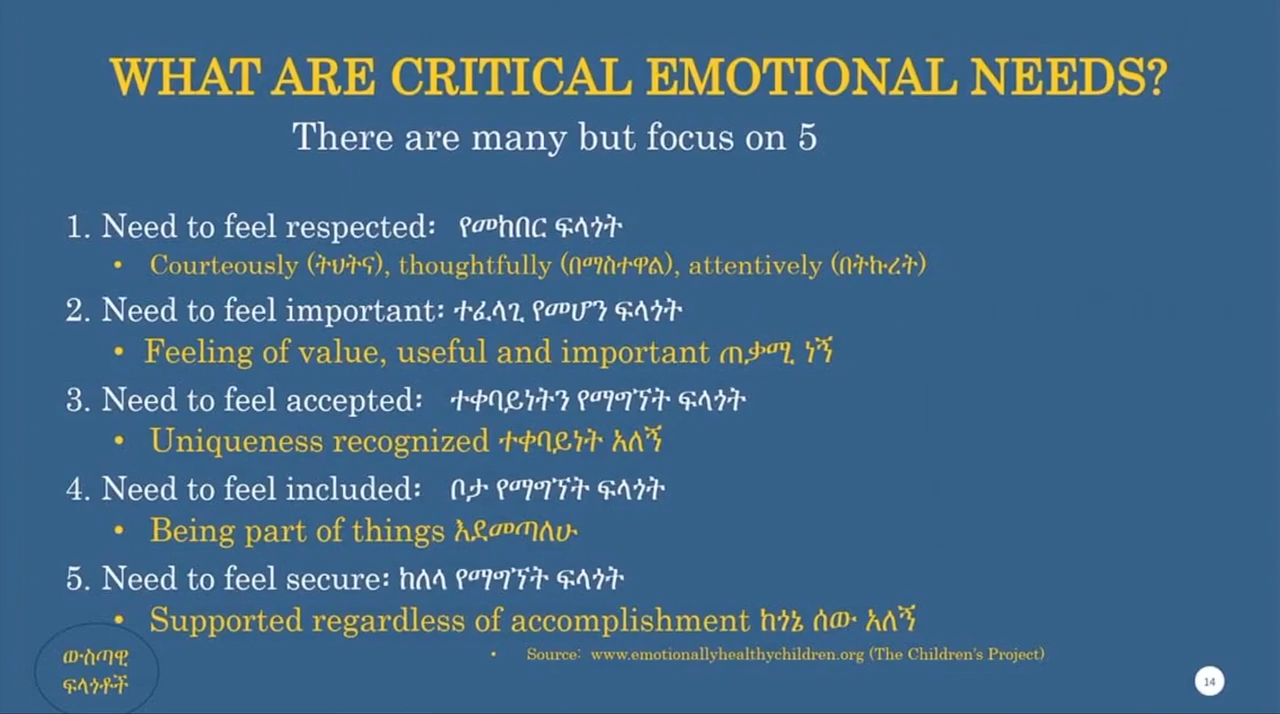 WHAT ARE CRITICAL EMOTIONAL NEEDS?
There are many but focus on 5
1. Need to feel respected፡ የመከበር ፍላጎት
• Courteously (ትህትና), thoughtfully (በማስተዋል), attentively (በትኩረት)
2. Need to feel important፡ ተፈላጊ የመሆን ፍላጎት
• Feeling of value, useful and important ጠቃሚ ነኝ
3. Need to feel accepted፡ ተቀባይነትን የማግኘት ፍላጎት
• Uniqueness recognized ተቀባይነት አለኝ
4. Need to feel included፡ ቦታ የማግኘት ፍላጎት
• Being part of things እደመጣለሁ
5. Need to feel secure፡ ከለላ የማግኘት ፍላጎት
• Supported regardless of accomplishment ከጎኔ ሰው አለኝ
• Source: www.emotionallyhealthychildren.org (The Children's Project)
ውስጣዊ
ፍላጎቶች
14